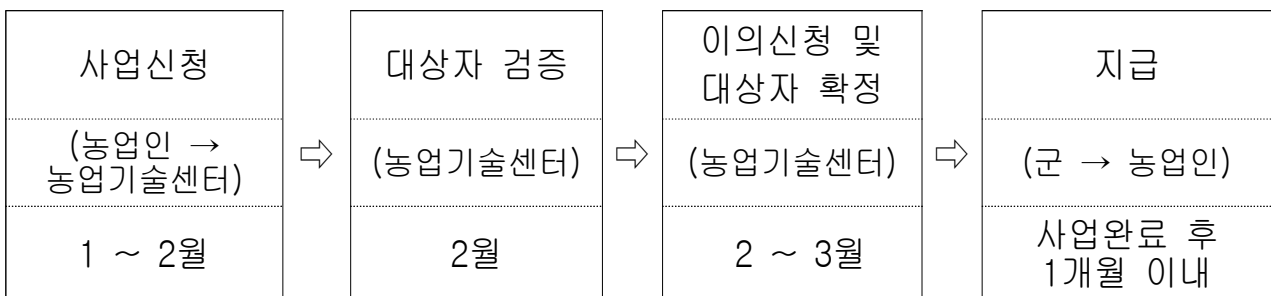 사업신청
(농업인 →
농업기술센터)
1 ~ 2월
⇨
대상자 검증
(농업기술센터)
2월
⇨
이의신청 및
대상자 확정
(농업기술센터)
2 ~ 3월
⇨
지급
(군 → 농업인)
사업완료 후
1개월 이내